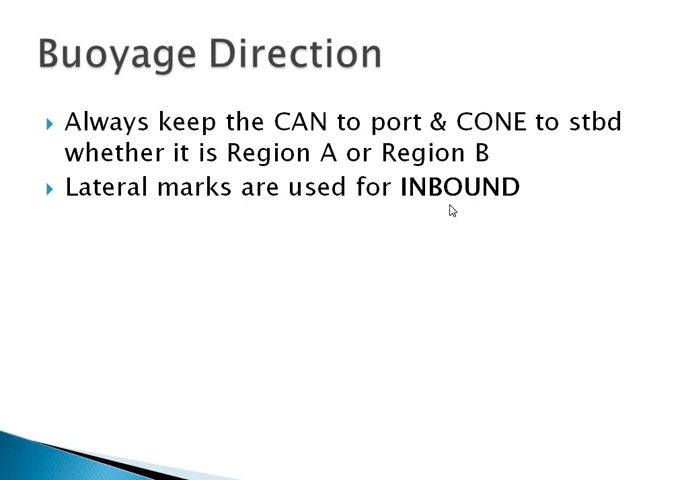 Buoyage Direction
Always keep the CAN to port & CONE to stbd
whether it is Region A or Region B
Lateral marks are used for INBOUND